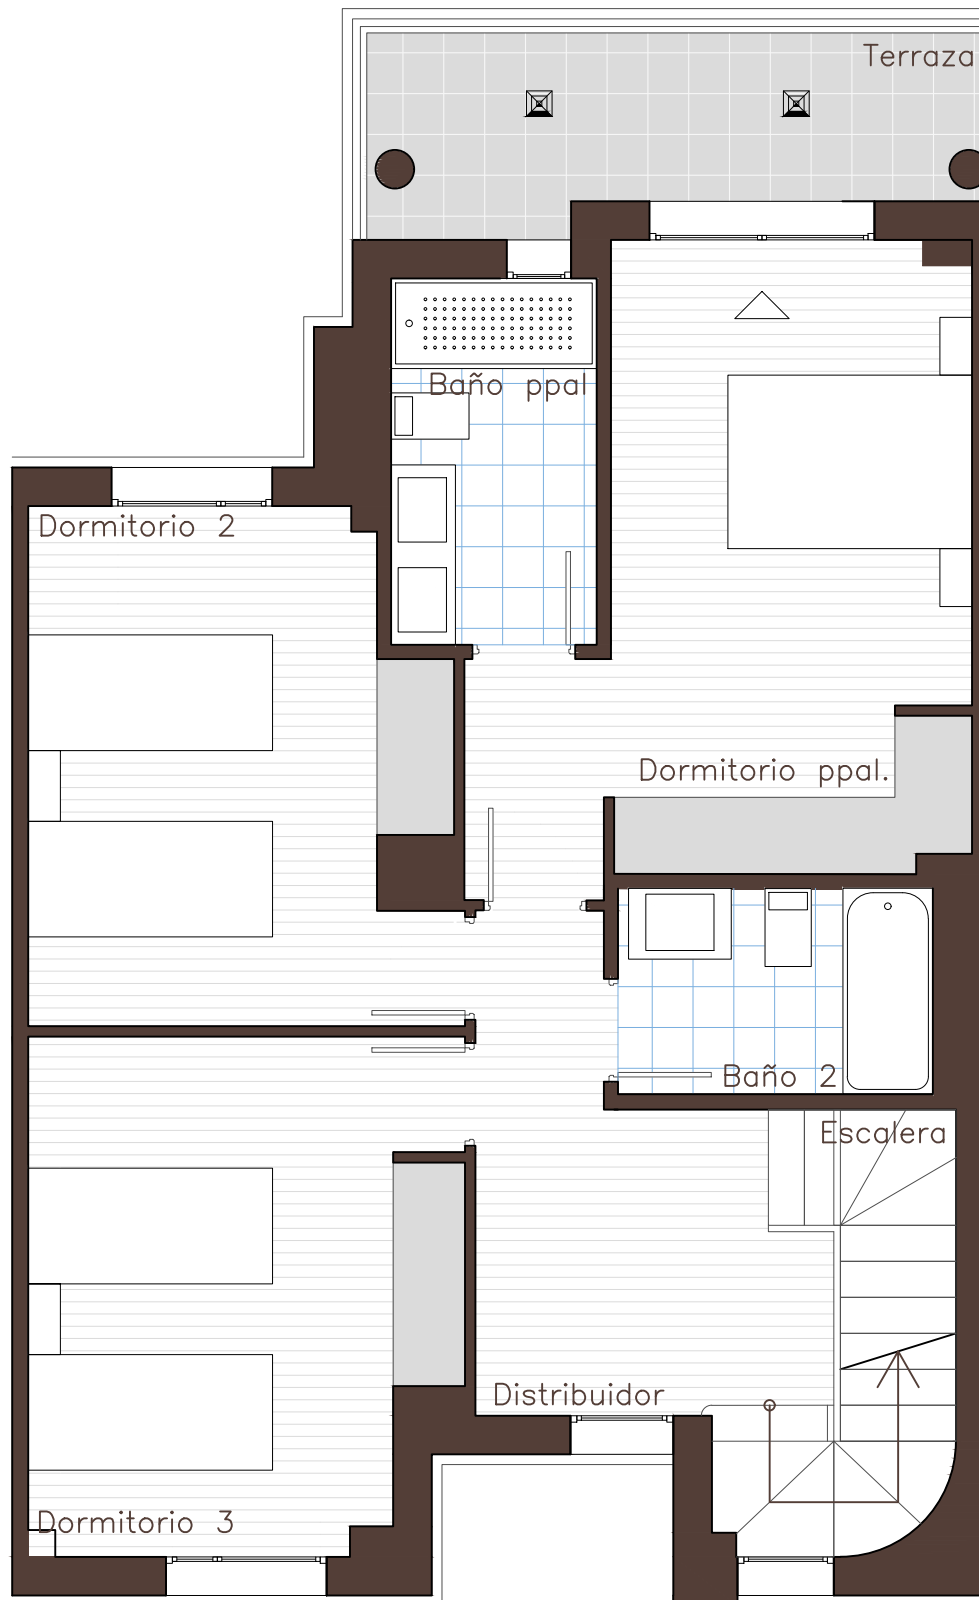 Terraza
Baño ppal
Dormitorio 2
Dormitorio ppal.
Baño 2
Escalera
Distribuidor
Dormitorio 3